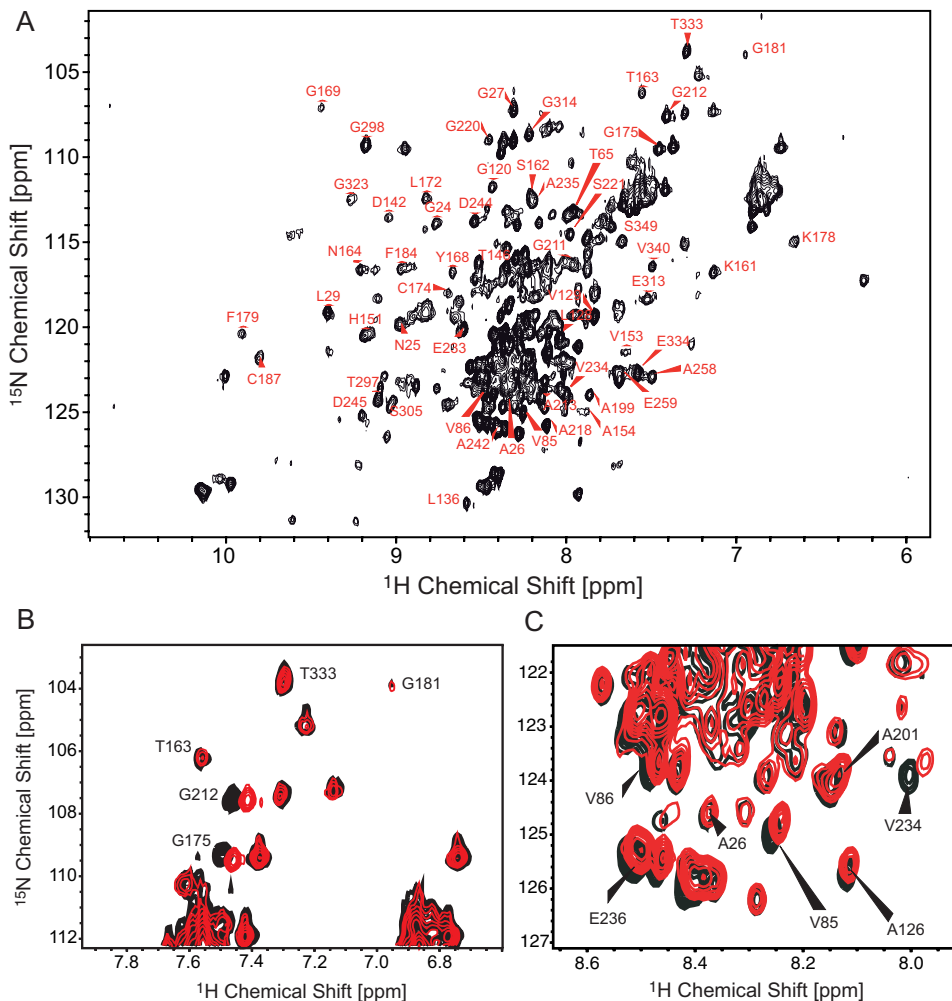 A
T333
G181
105
G169
G27
T163
G212
G314
G298
G220
G175
110
T65
S162
A235
G120
S221
G323
L172
D142
G24
D244
S349
115
V340
K178
N164
F184
Y168
T146
G211
E313
K161
C174
L29
120
F179
H151
N25
E283
V153
E334
C187
V234
A258
T297
E259
D245
S305
V86
A199
125
A154
A242
A26
V85
A218
130
L136
15N Chemical Shift [ppm]
10 9 8 7 6
1H Chemical Shift [ppm]
B
T333
G181
104
T163
106
G212
108
G175
110
112
15N Chemical Shift [ppm]
7.8 7.6 7.4 7.2 7.0 6.8
1H Chemical Shift [ppm]
C
122
123
A201
124
V86
V234
A26
125
E236
V85
126
A126
127
8.6 8.4 8.2 8.0
1H Chemical Shift [ppm]